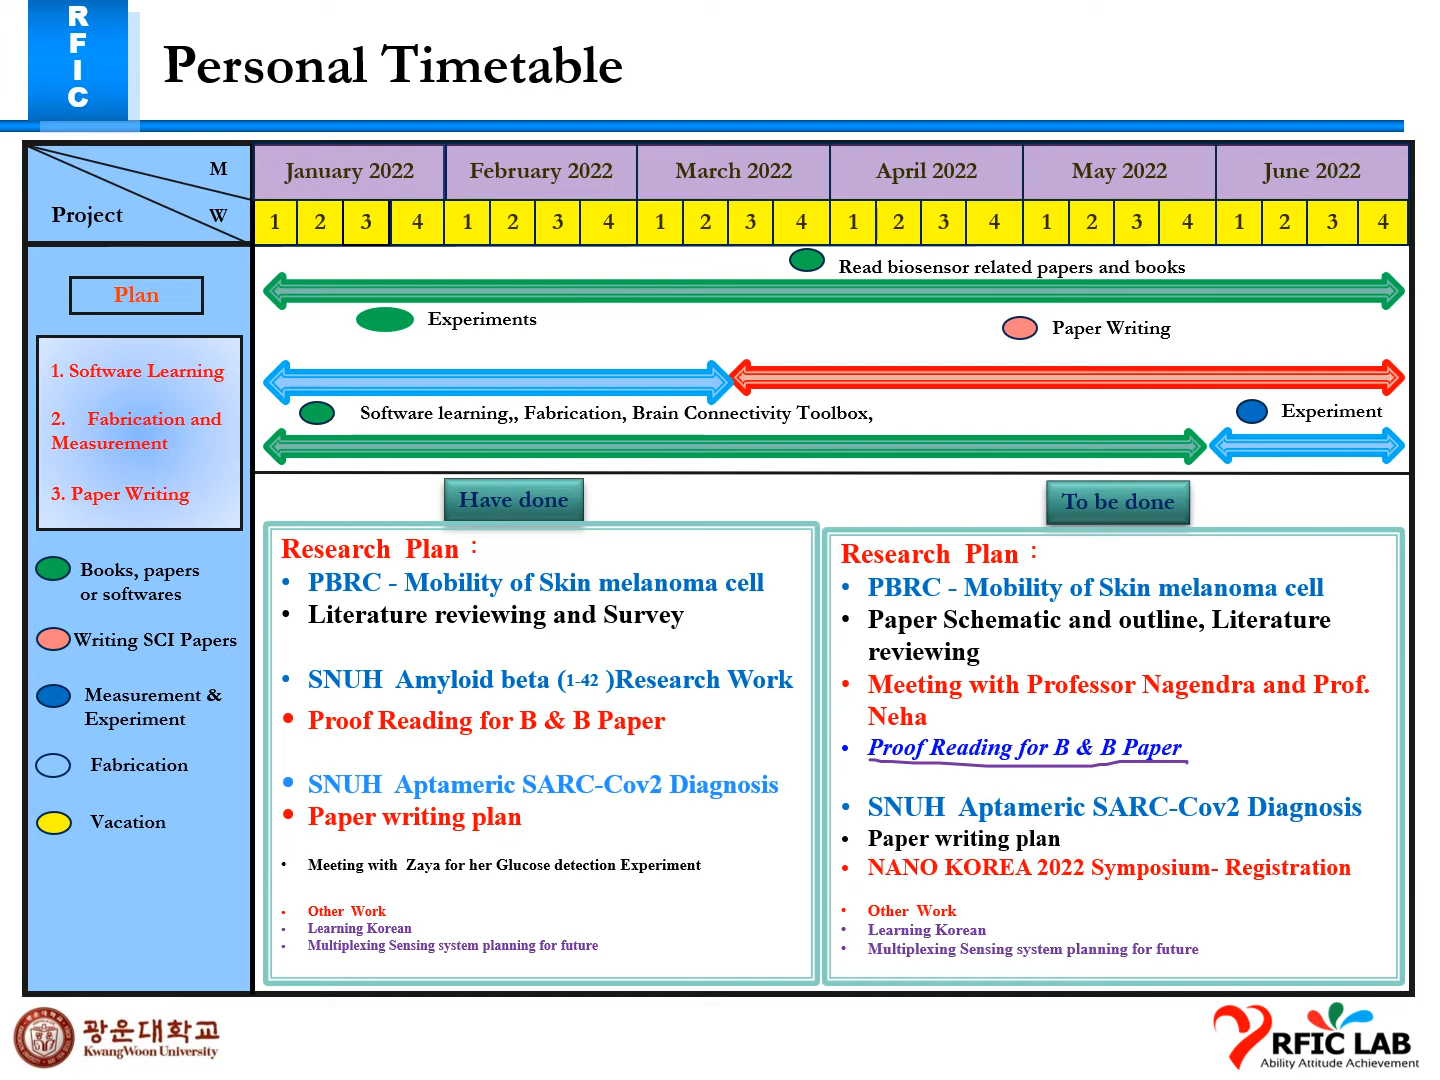 R
F
I
C
Personal Timetable
M
Project
W
January 2022 February 2022 March 2022 April 2022 May 2022 June 2022
1 2 3 4 1 2 3 4 1 2 3 4 1 2 3 4 1 2 3 4 1 2 3 4
Plan
1. Software Learning
2. Fabrication and
Measurement
3. Paper Writing
Books, papers
or softwares
Writing SCI Papers
Measurement &
Experiment
Fabrication
Vacation
Read biosensor related papers and books
Experiments
Paper Writing
Software learning,, Fabrication, Brain Connectivity Toolbox,
Experiment
Have done
Research Plan：
• PBRC - Mobility of Skin melanoma cell
• Literature reviewing and Survey
• SNUH Amyloid beta (1-42 )Research Work
• Proof Reading for B & B Paper
• SNUH Aptameric SARC-Cov2 Diagnosis
• Paper writing plan
• Meeting with Zaya for her Glucose detection Experiment
• Other Work
• Learning Korean
• Multiplexing Sensing system planning for future
To be done
Research Plan：
• PBRC - Mobility of Skin melanoma cell
• Paper Schematic and outline, Literature
reviewing
• Meeting with Professor Nagendra and Prof.
Neha
• Proof Reading for B & B Paper
• SNUH Aptameric SARC-Cov2 Diagnosis
• Paper writing plan
• NANO KOREA 2022 Symposium- Registration
• Other Work
• Learning Korean
• Multiplexing Sensing system planning for future
광운대학교
KwangWoon University
RFIC LAB
Ability Attitude Achievement